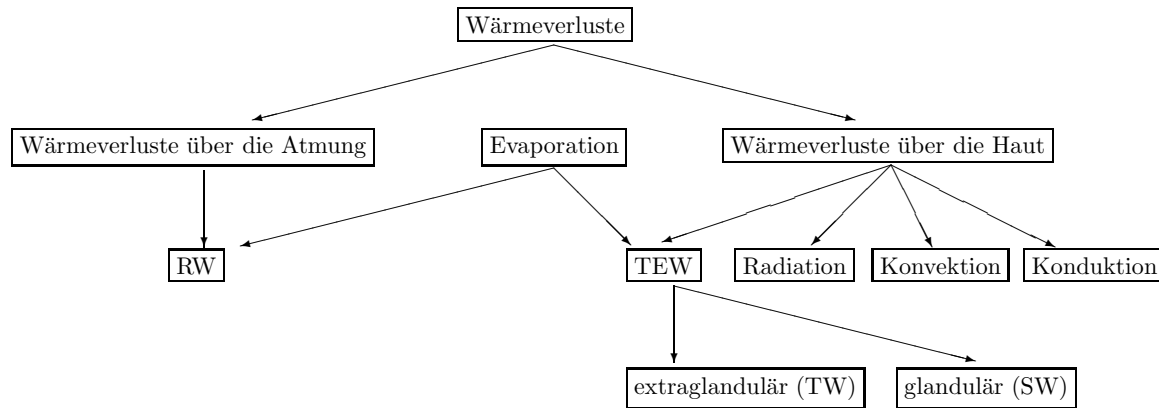 Wärmeverluste
Wärmeverluste über die Atmung
Evaporation
Wärmeverluste über die Haut
RW
TEW
Radiation
Konvektion
Konduktion
extraglandulär (TW)
glandulär (SW)